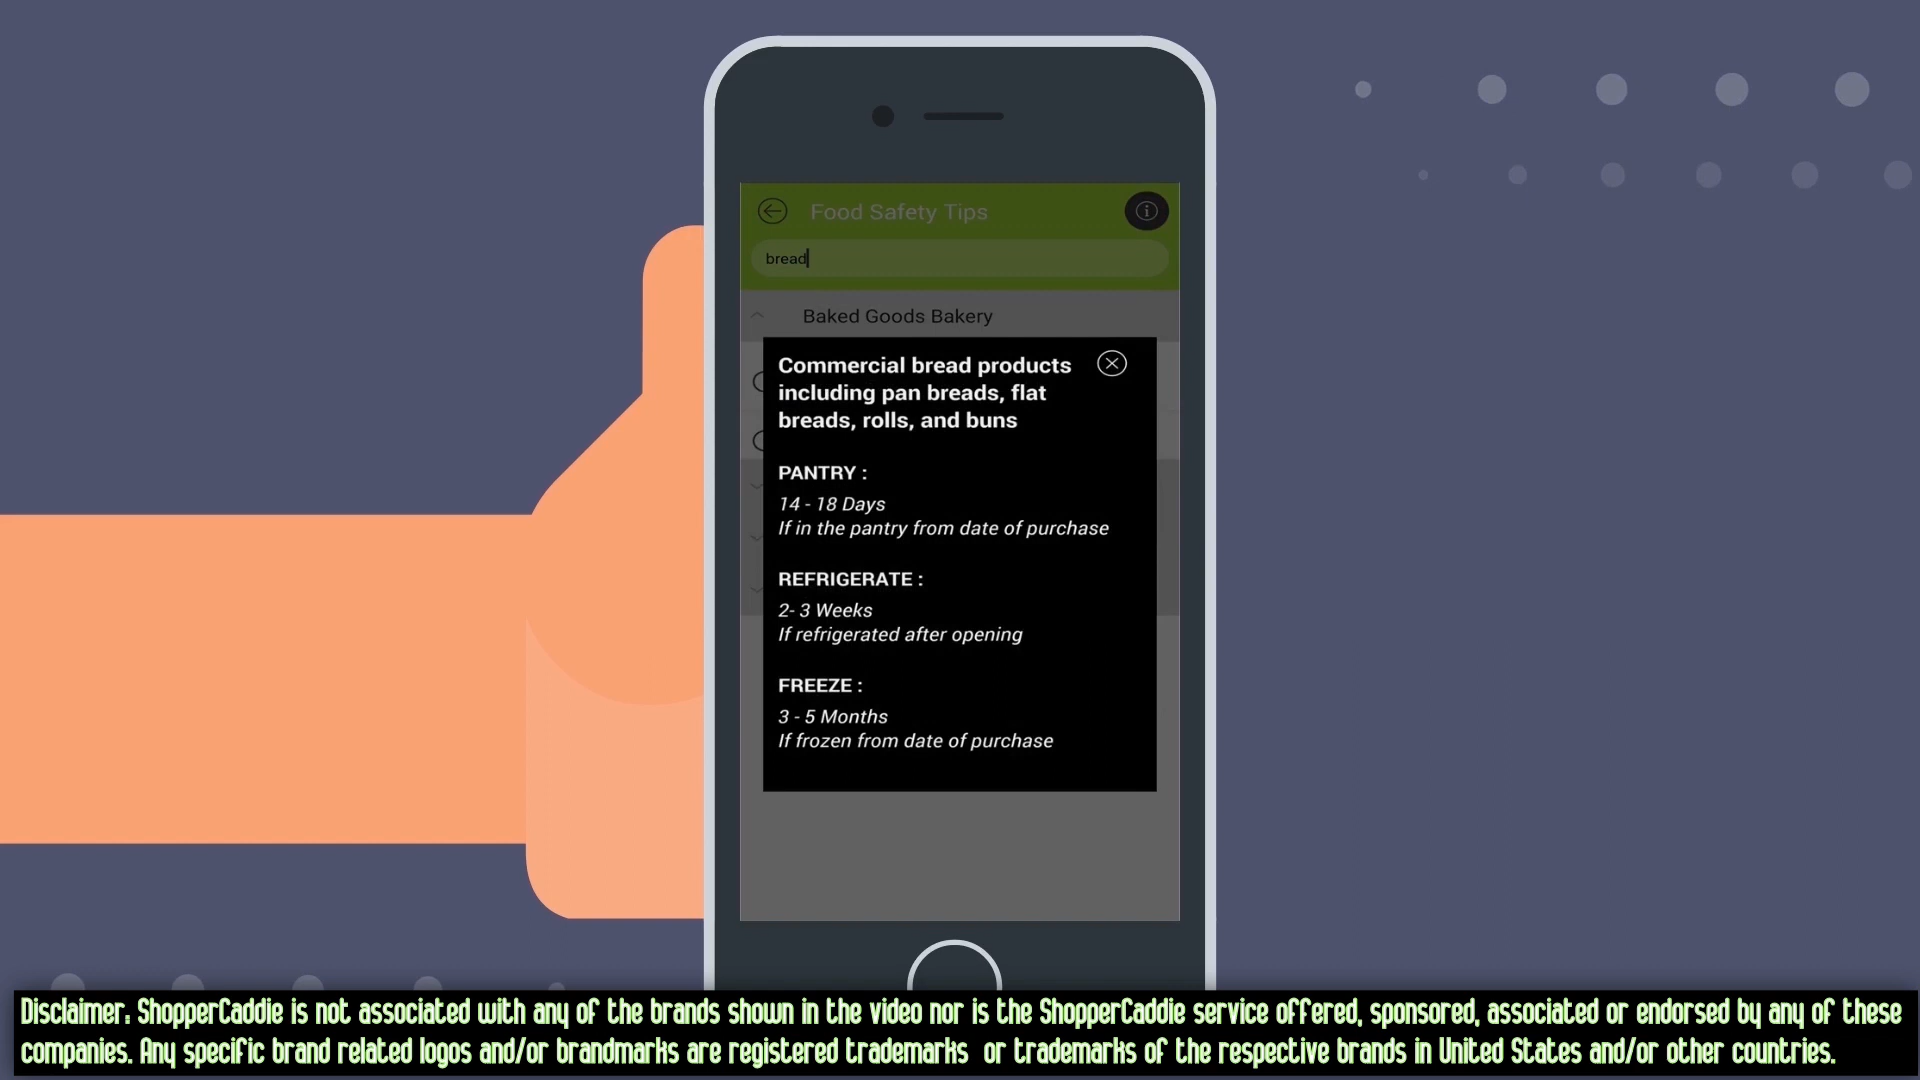 Food Safety Tips
bread
Baked Goods Bakery
Commercial bread products
including pan breads, flat
breads, rolls, and buns
PANTRY :
14 - 18 Days
If in the pantry from date of purchase
REFRIGERATE :
2- 3 Weeks
If refrigerated after opening
FREEZE :
3 - 5 Months
If frozen from date of purchase
Disclaimer: ShopperCaddie is not associated with any of the brands shown in the video nor is the ShopperCaddie service offered, sponsored, associated or endorsed by any of these
companies. Any specific brand related logos and/or brandmarks are registered trademarks or trademarks of the respective brands in United States and/or other countries.